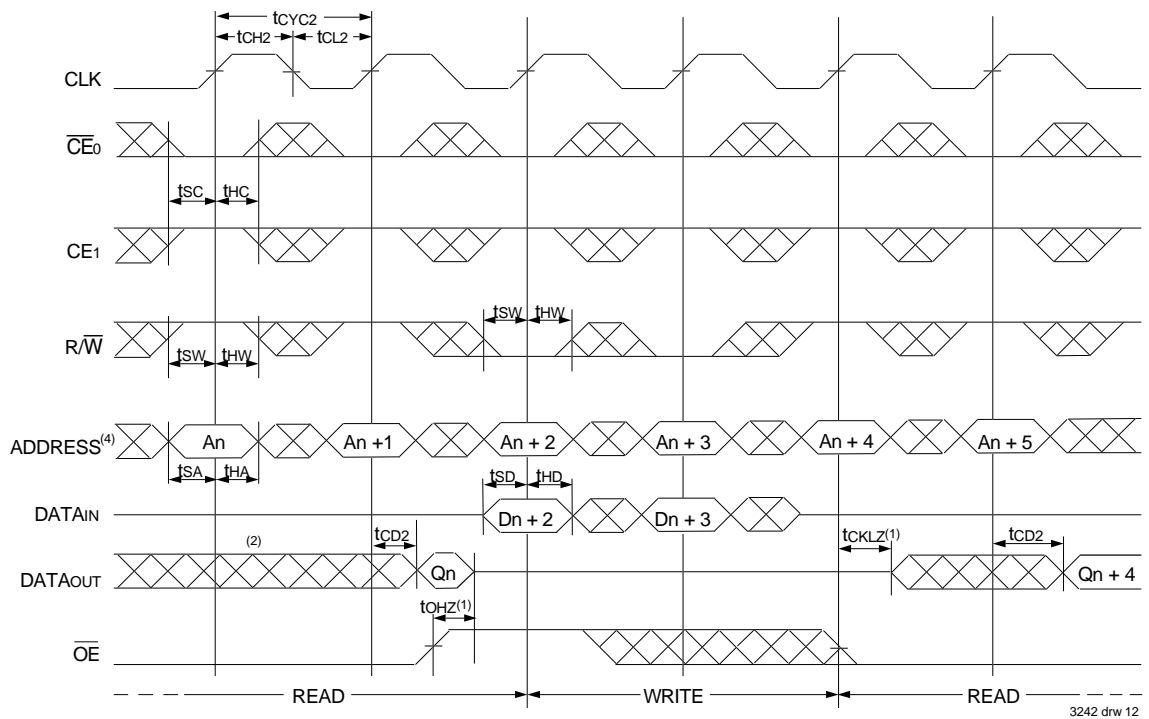 tCYC2
tCH2 tCL2
CLK
CE0
tSC tHC
CE1
tSW tHW
R/W
tSW tHW
ADDRESS(4) An An +1 An + 2 An + 3 An + 4 An + 5
tSA tHA tSD tHD
DATAIN Dn + 2 Dn + 3
(2) tCD2 tCKLZ(1) tCD2
DATAOUT Qn Qn + 4
tOHZ(1)
OE
READ WRITE READ
3242 drw 12